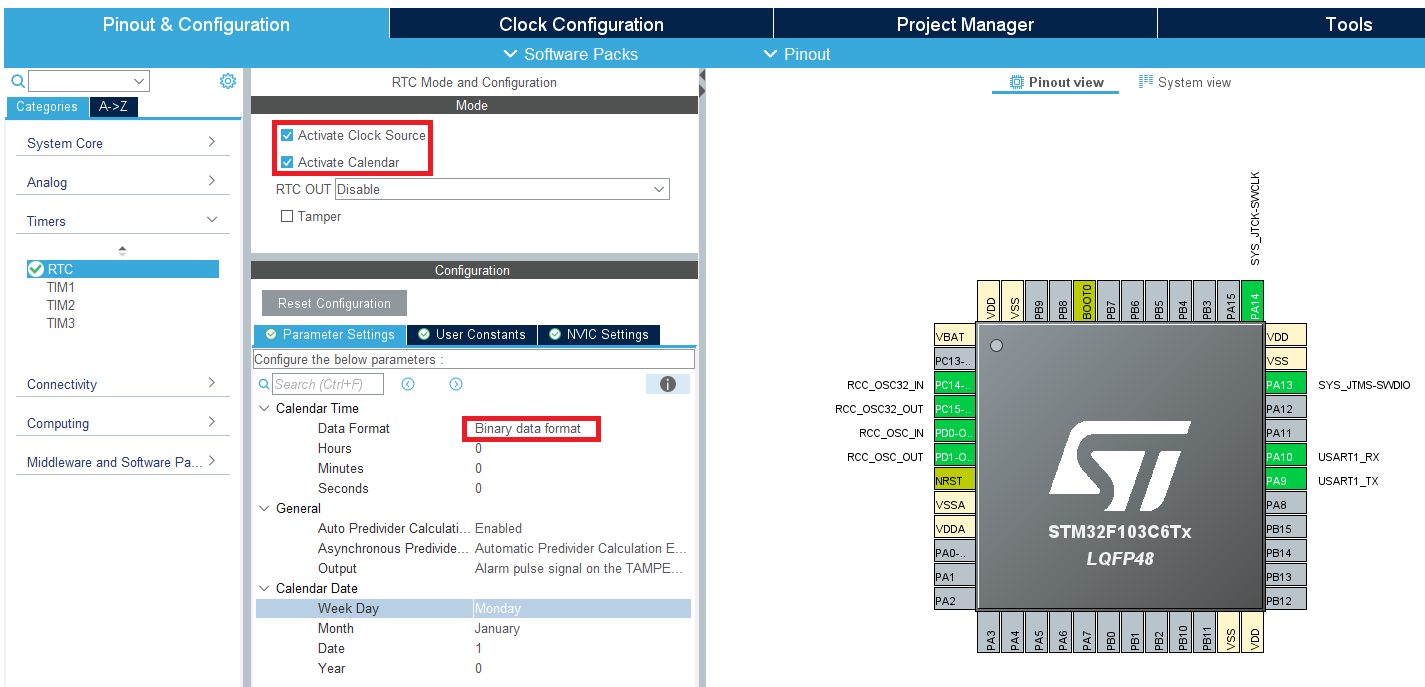 Pinout & Configuration
Clock Configuration
Project Manager
Tools
Software Packs
Pinout
Categories
A->Z
System Core
Analog
Timers
RTC
TIM1
TIM2
TIM3
Connectivity
Computing
Middleware and Software Pa...
RTC Mode and Configuration
Mode
Activate Clock Source
Activate Calendar
RTC OUT Disable
Tamper
Configuration
Reset Configuration
Parameter Settings
User Constants
NVIC Settings
Configure the below parameters :
Search (Ctrl+F)
Calendar Time
Data Format Binary data format
Hours 0
Minutes 0
Seconds 0
General
Auto Predivider Calculati... Enabled
Asynchronous Predivide... Automatic Predivider Calculation E...
Output Alarm pulse signal on the TAMPE...
Calendar Date
Week Day Monday
Month January
Date 1
Year 0
Pinout view
System view
SYS_JTCK-SWCLK
VDD
VSS
PB9
PB8
BOOT0
PB7
PB6
PB5
PB4
PB3
PA15
PA14
VBAT
PC13-..
RCC_OSC32_IN PC14-..
RCC_OSC32_OUT PC15-..
RCC_OSC_IN PD0-O..
RCC_OSC_OUT PD1-O..
NRST
VSSA
VDDA
PA0-..
PA1
PA2
ST
STM32F103C6Tx
LQFP48
VDD
VSS
PA13 SYS_JTMS-SWDIO
PA12
PA11
PA10 USART1_RX
PA9 USART1_TX
PA8
PB15
PB14
PB13
PB12
PA3
PA4
PA5
PA6
PA7
PB0
PB1
PB2
PB10
PB11
VSS
VDD